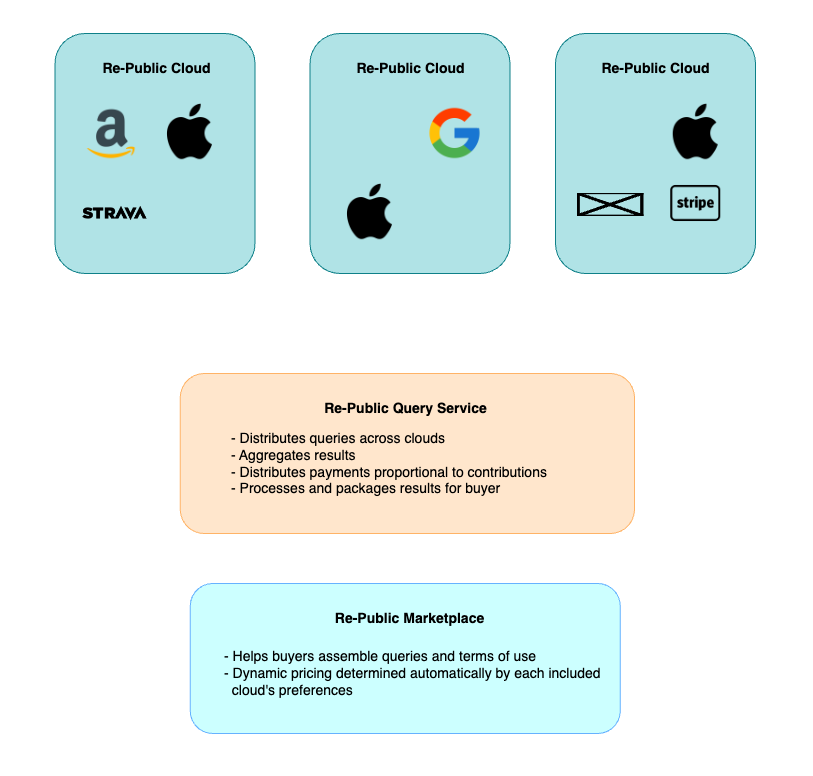 Re-Public Cloud
Re-Public Cloud
Re-Public Cloud
a
G
STRAVA
stripe
Re-Public Query Service
- Distributes queries across clouds
- Aggregates results
- Distributes payments proportional to contributions
- Processes and packages results for buyer
Re-Public Marketplace
- Helps buyers assemble queries and terms of use
- Dynamic pricing determined automatically by each included
cloud's preferences